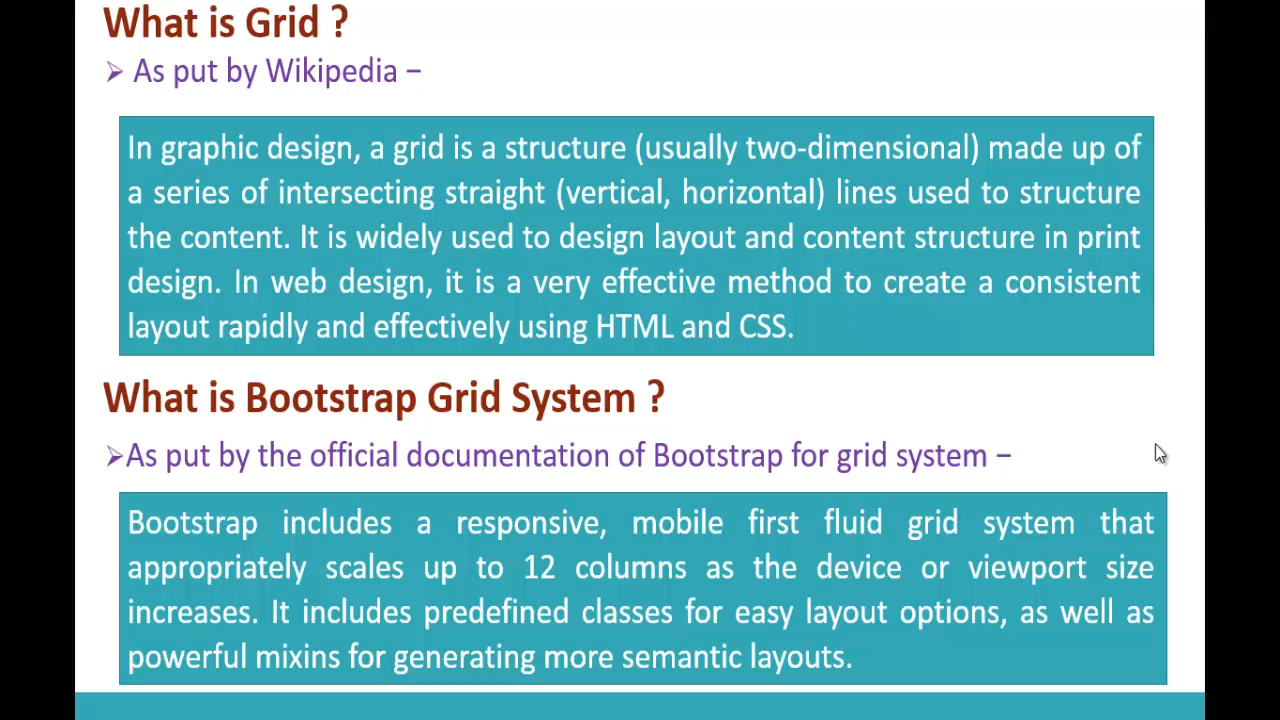 What is Grid ?
➢ As put by Wikipedia –
In graphic design, a grid is a structure (usually two-dimensional) made up of
a series of intersecting straight (vertical, horizontal) lines used to structure
the content. It is widely used to design layout and content structure in print
design. In web design, it is a very effective method to create a consistent
layout rapidly and effectively using HTML and CSS.
What is Bootstrap Grid System ?
➢As put by the official documentation of Bootstrap for grid system –
Bootstrap includes a responsive, mobile first fluid grid system that
appropriately scales up to 12 columns as the device or viewport size
increases. It includes predefined classes for easy layout options, as well as
powerful mixins for generating more semantic layouts.